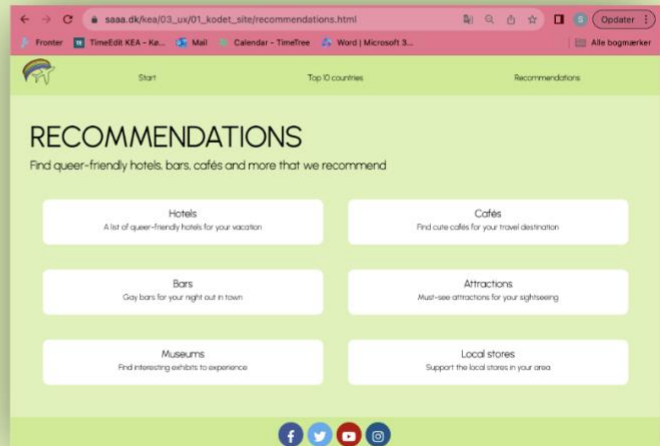 saaa.dk/kea/03_ux/01_kodet_site/recommendations.html
S
Opdater
Fronter
TimeEdit KEA - Kø...
Mail
Calendar - TimeTree
Word | Microsoft 3...
Alle bogmærker
Start
Top 10 countries
Recommendations
RECOMMENDATIONS
Find queer-friendly hotels, bars, cafés and more that we recommend
Hotels
A list of queer-friendly hotels for your vacation
Cafés
Find cute cafés for your travel destination
Bars
Gay bars for your night out in town
Attractions
Must-see attractions for your sightseeing
Museums
Find interesting exhibits to experience
Local stores
Support the local stores in your area